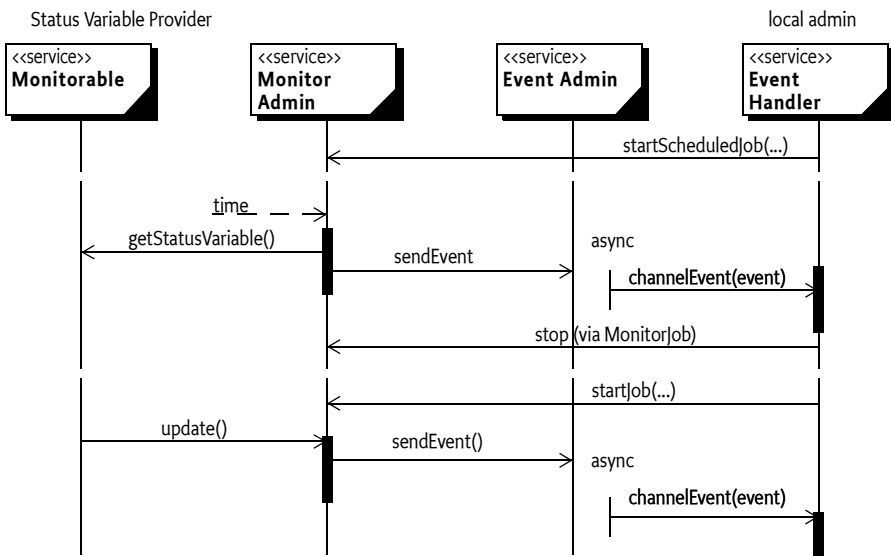 Status Variable Provider
local admin
<<service>>
Monitorable
<<service>>
Monitor
Admin
<<service>>
Event Admin
<<service>>
Event
Handler
startScheduledJob(...)
time
getStatusVariable()
sendEvent
async
channelEvent(event)
stop (via MonitorJob)
startJob(...)
update()
sendEvent()
async
channelEvent(event)